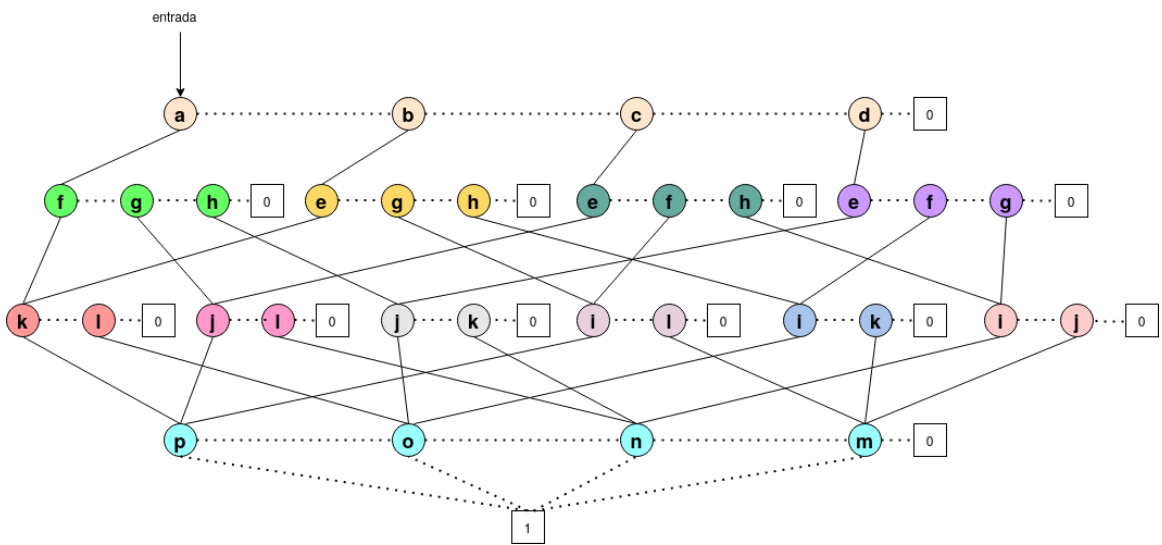 entrada
a b c d 0
f g h 0 e g h 0 e f h 0 e f g 0
k l 0 j l 0 j k 0 i l 0 i k 0 i j 0
p o n m 0
1